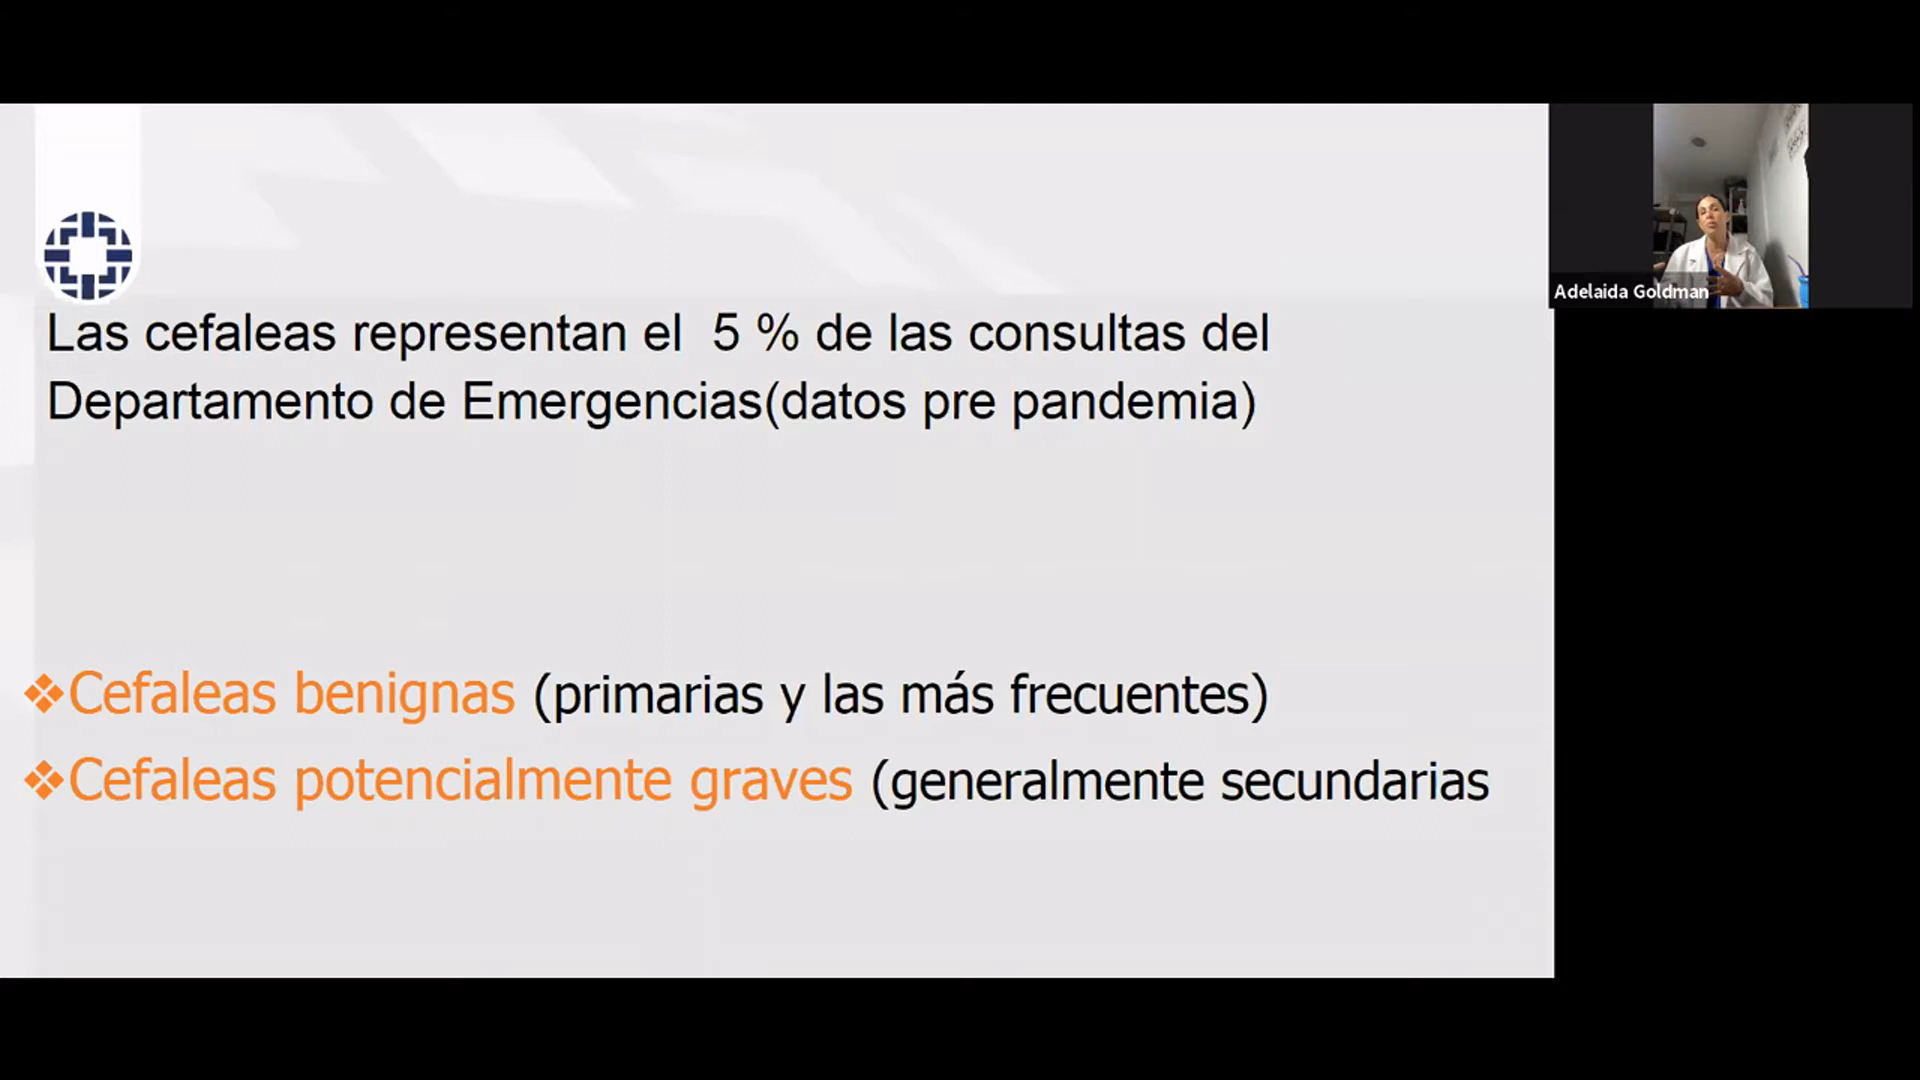 Las cefaleas representan el  5 % de las consultas del
Departamento de Emergencias(datos pre pandemia)
❖Cefaleas benignas (primarias y las más frecuentes)
❖Cefaleas potencialmente graves (generalmente secundarias
Adelaida Goldman